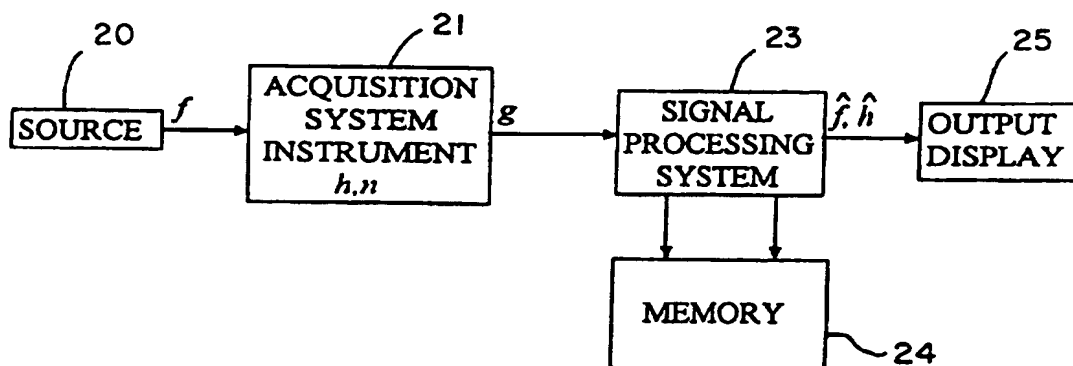 20
21
23
25
SOURCE
f
ACQUISITION
SYSTEM
INSTRUMENT
h,n
g
SIGNAL
PROCESSING
SYSTEM
f̂, ĥ
OUTPUT
DISPLAY
MEMORY
24